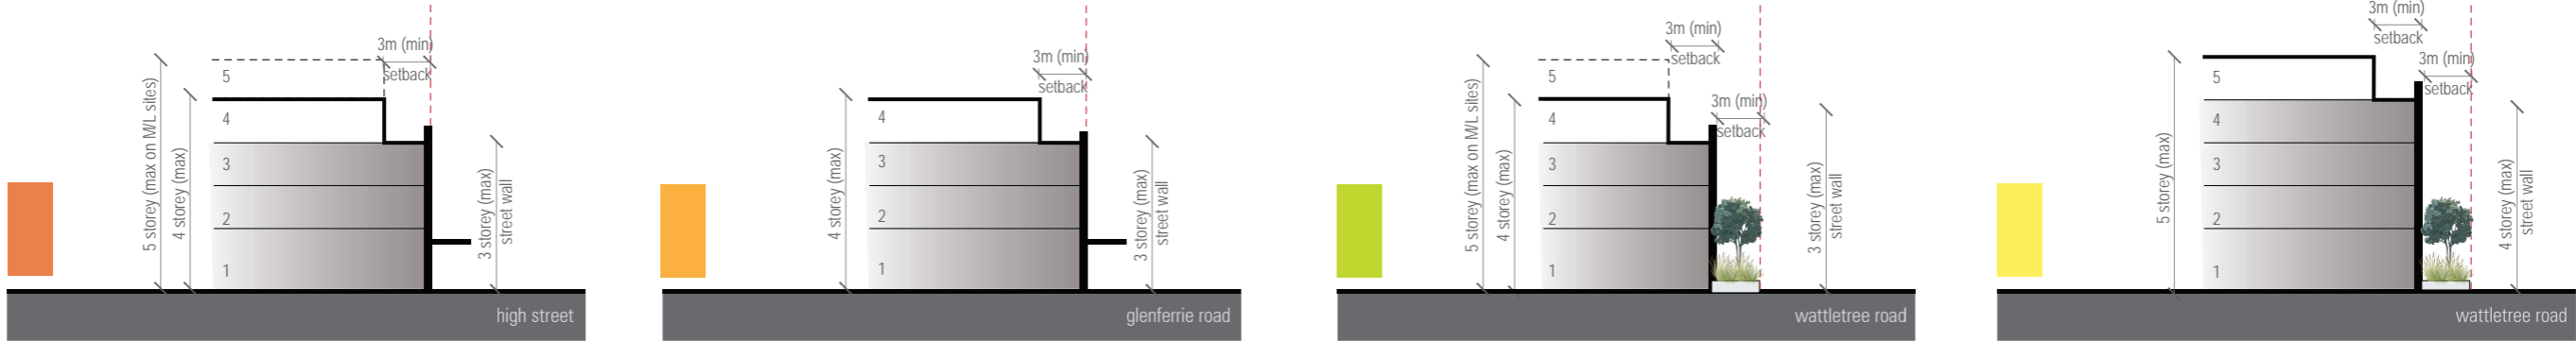 5 storey (max on M/L sites)
4 storey (max)
3m (min)
setback
5
4
3
2
1
3 storey (max)
street wall
high street
4 storey (max)
3m (min)
setback
4
3
2
1
3 storey (max)
street wall
glenferrie road
5 storey (max on M/L sites)
4 storey (max)
3m (min)
setback
3m (min)
setback
5
4
3
2
1
3 storey (max)
street wall
wattletree road
5 storey (max)
3m (min)
setback
3m (min)
setback
5
4
3
2
1
4 storey (max)
street wall
wattletree road